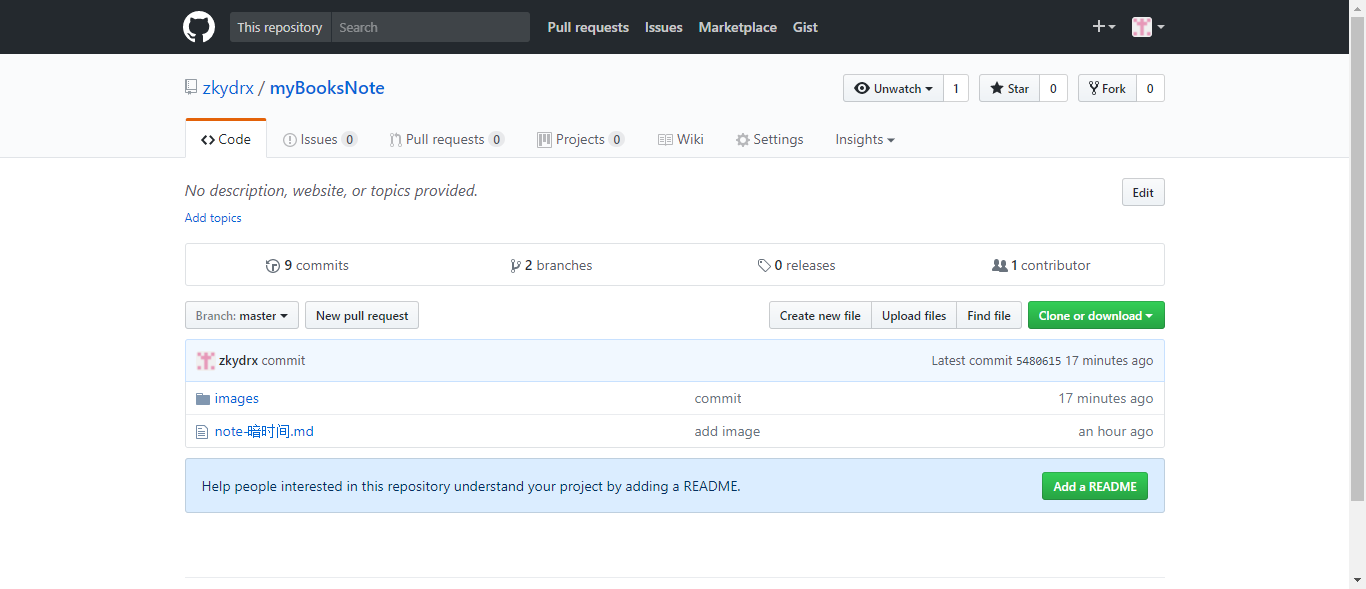 This repository Search Pull requests Issues Marketplace Gist
zkydrx / myBooksNote Unwatch 1 Star 0 Fork 0
Code Issues 0 Pull requests 0 Projects 0 Wiki Settings Insights
No description, website, or topics provided. Edit
Add topics
9 commits 2 branches 0 releases 1 contributor
Branch: master New pull request Create new file Upload files Find file Clone or download
zkydrx commit Latest commit 5480615 17 minutes ago
images commit 17 minutes ago
note-暗时间.md add image an hour ago
Help people interested in this repository understand your project by adding a README. Add a README